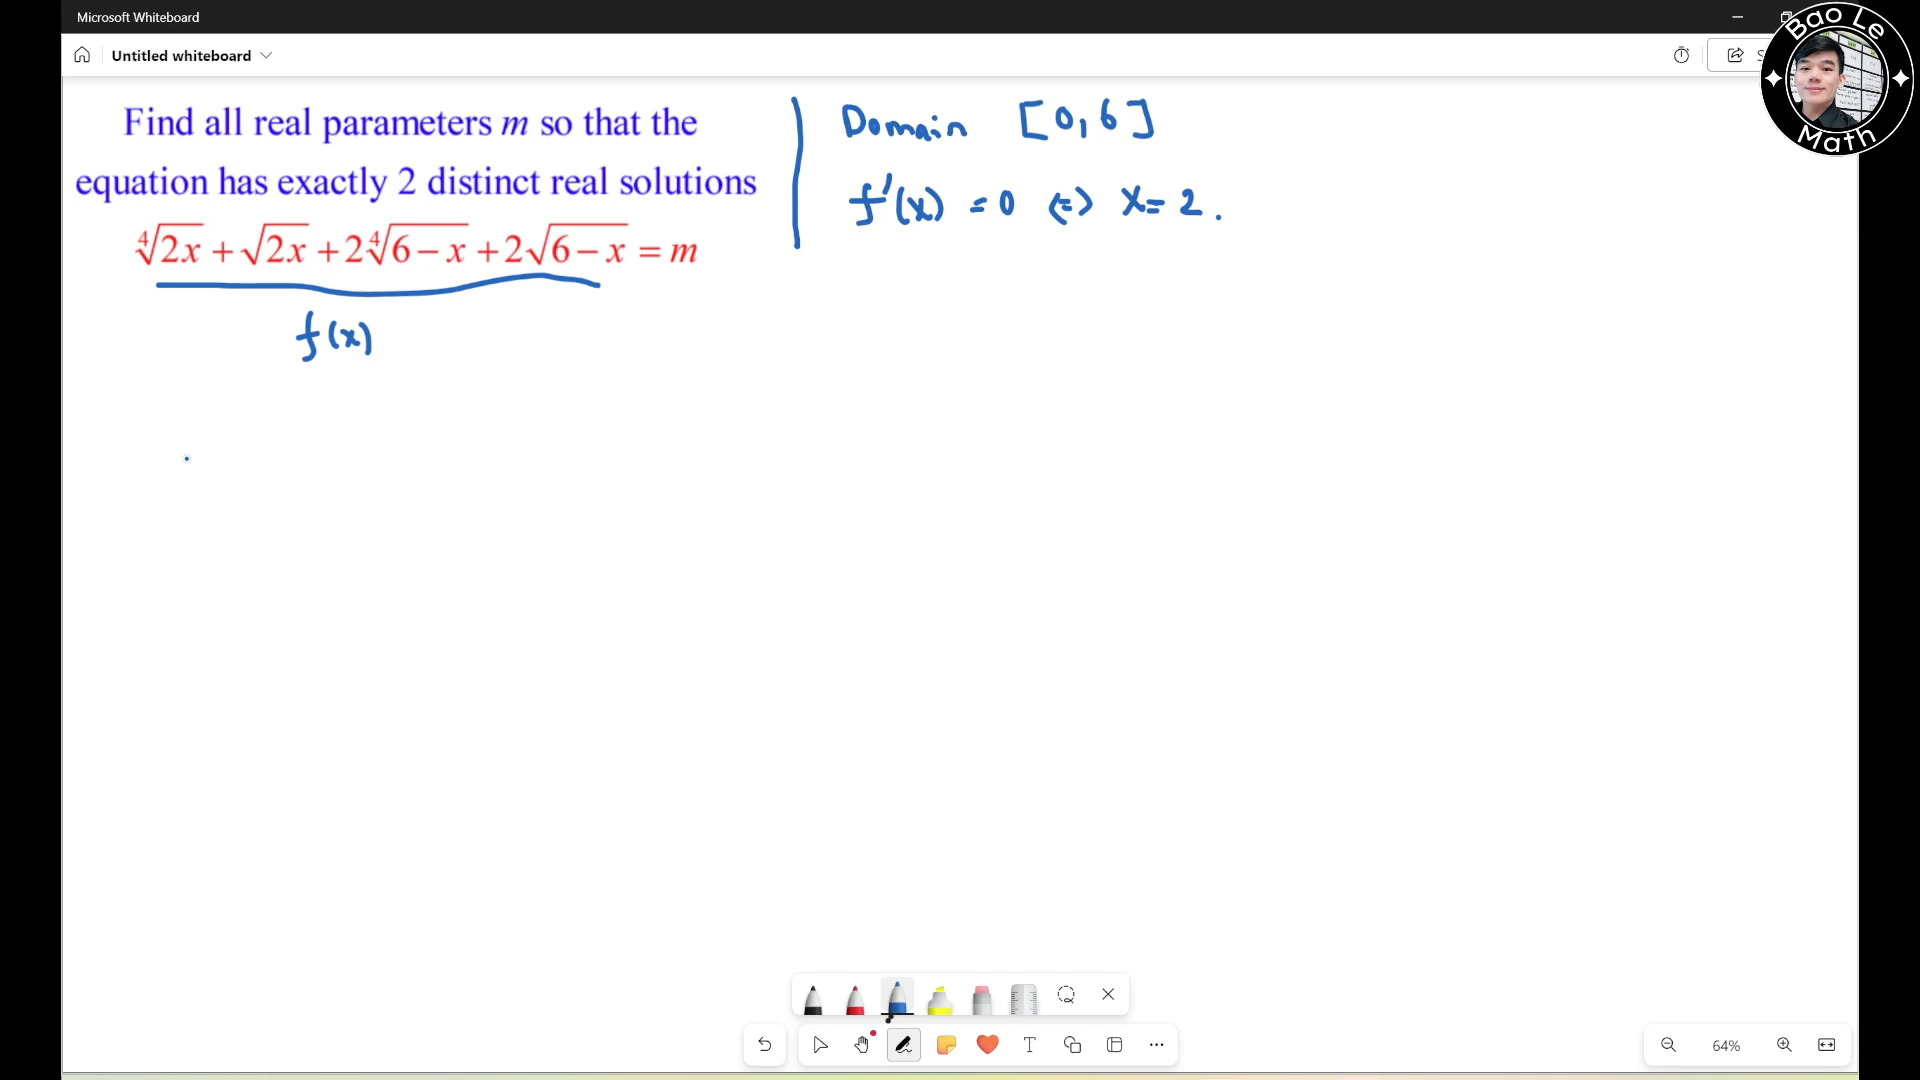 Microsoft Whiteboard
Untitled whiteboard
S
Bao Le
Math
Find all real parameters m so that the
equation has exactly 2 distinct real solutions
∜2x + √2x + 2∜6 − x + 2√6 − x = m
f(x)
Domain [0, 6]
f'(x) = 0 <=> x = 2.
64%